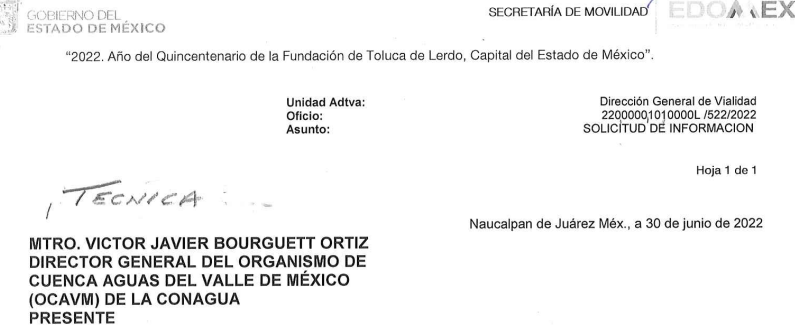 GOBIERNO DEL
ESTADO DE MÉXICO
SECRETARÍA DE MOVILIDAD
EDOMEX
“2022. Año del Quincentenario de la Fundación de Toluca de Lerdo, Capital del Estado de México”.
Unidad Adtva: Dirección General de Vialidad
Oficio: 22000001010000L /522/2022
Asunto: SOLICITUD DE INFORMACION
Hoja 1 de 1
TECNICA
Naucalpan de Juárez Méx., a 30 de junio de 2022
MTRO. VICTOR JAVIER BOURGUETT ORTIZ
DIRECTOR GENERAL DEL ORGANISMO DE
CUENCA AGUAS DEL VALLE DE MÉXICO
(OCAVM) DE LA CONAGUA
PRESENTE